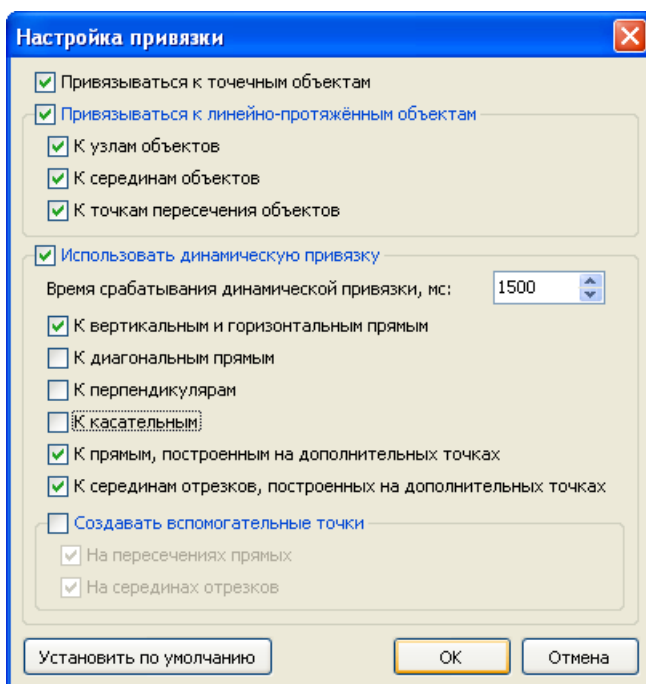 Настройка привязки
Привязываться к точечным объектам
Привязываться к линейно-протяжённым объектам
К узлам объектов
К серединам объектов
К точкам пересечения объектов
Использовать динамическую привязку
Время срабатывания динамической привязки, мс: 1500
К вертикальным и горизонтальным прямым
К диагональным прямым
К перпендикулярам
К касательным
К прямым, построенным на дополнительных точках
К серединам отрезков, построенных на дополнительных точках
Создавать вспомогательные точки
На пересечениях прямых
На серединах отрезков
Установить по умолчанию ОК Отмена